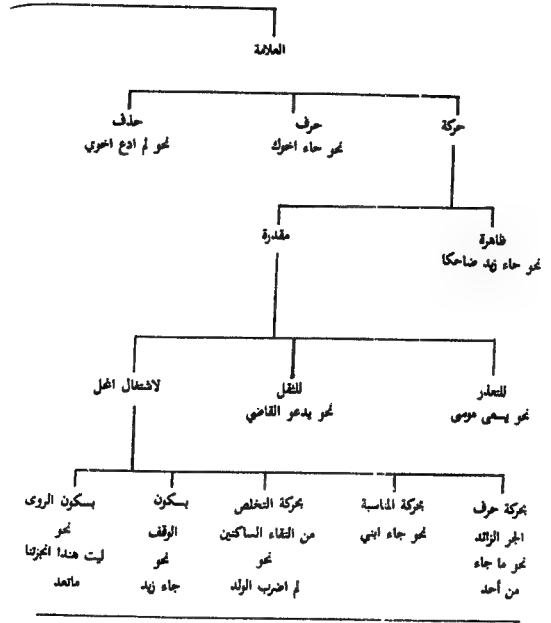 العلامة
حركة
حرف
نحو حاء اخوك
حذف
نحو لم ادع اخوي
ظاهرة
نحو حاء زيد ضاحكا
مقدرة
للتعذر
نحو يسعى موسى
للثقل
نحو يدعو القاضي
لاشتغال المحل
بحركة حرف
الجر الزائد
نحو ما جاء
من أحد
بحركة المناسبة
نحو جاء ابني
بحركة التخلص
من التقاء الساكنين
نحو
لم اضرب الولد
بسكون
الوقف
نحو
جاء زيد
بسكون الروى
نحو
ليت هندا انجزتنا
ماتعد